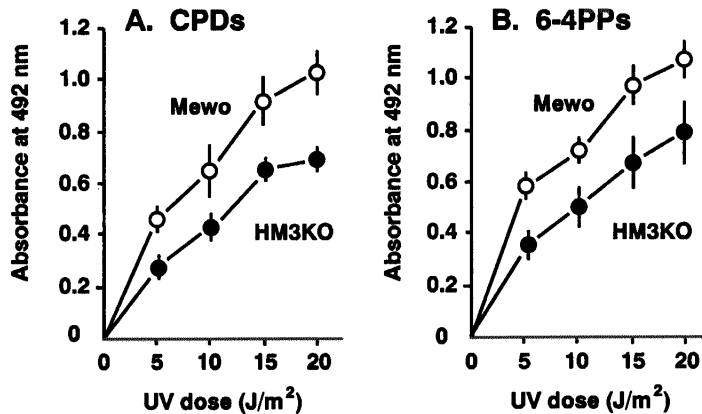 A. CPDs
Absorbance at 492 nm
1.2
1.0
0.8
0.6
0.4
0.2
0
Mewo
HM3KO
0 5 10 15 20
UV dose (J/m²)
B. 6-4PPs
Absorbance at 492 nm
1.2
1.0
0.8
0.6
0.4
0.2
0
Mewo
HM3KO
0 5 10 15 20
UV dose (J/m²)